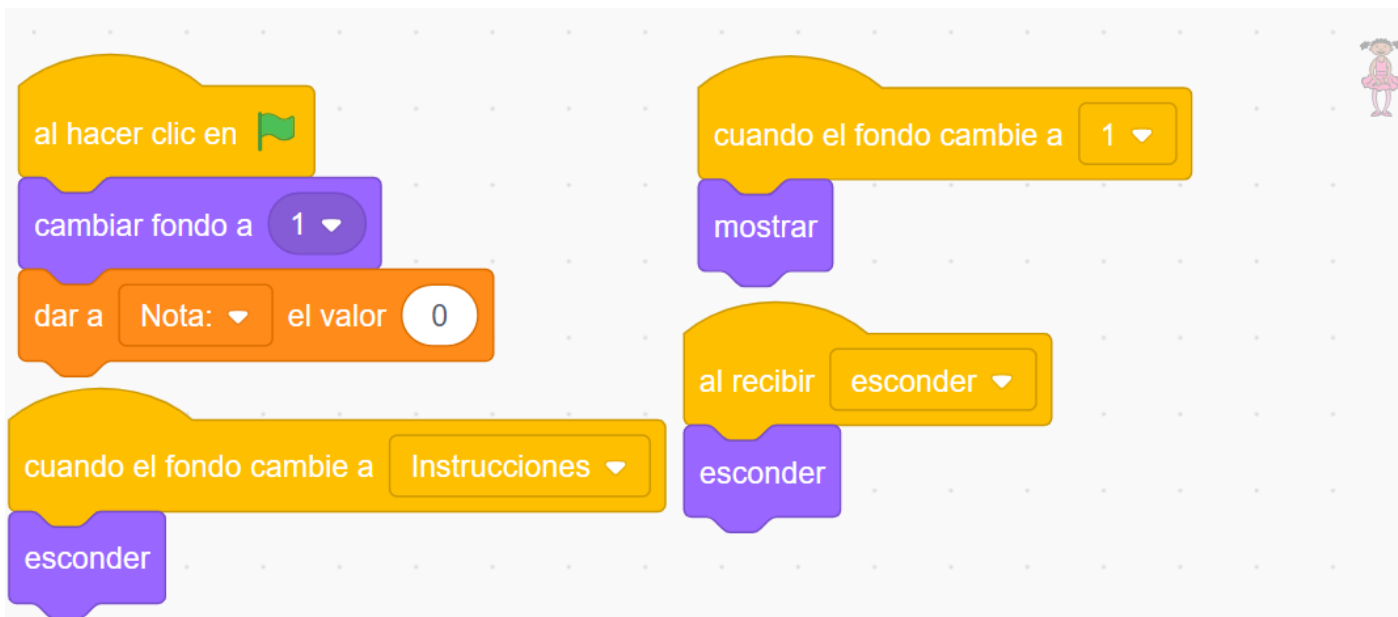 al hacer clic en
cambiar fondo a 1
dar a Nota: el valor 0
cuando el fondo cambie a Instrucciones
esconder
cuando el fondo cambie a 1
mostrar
al recibir esconder
esconder